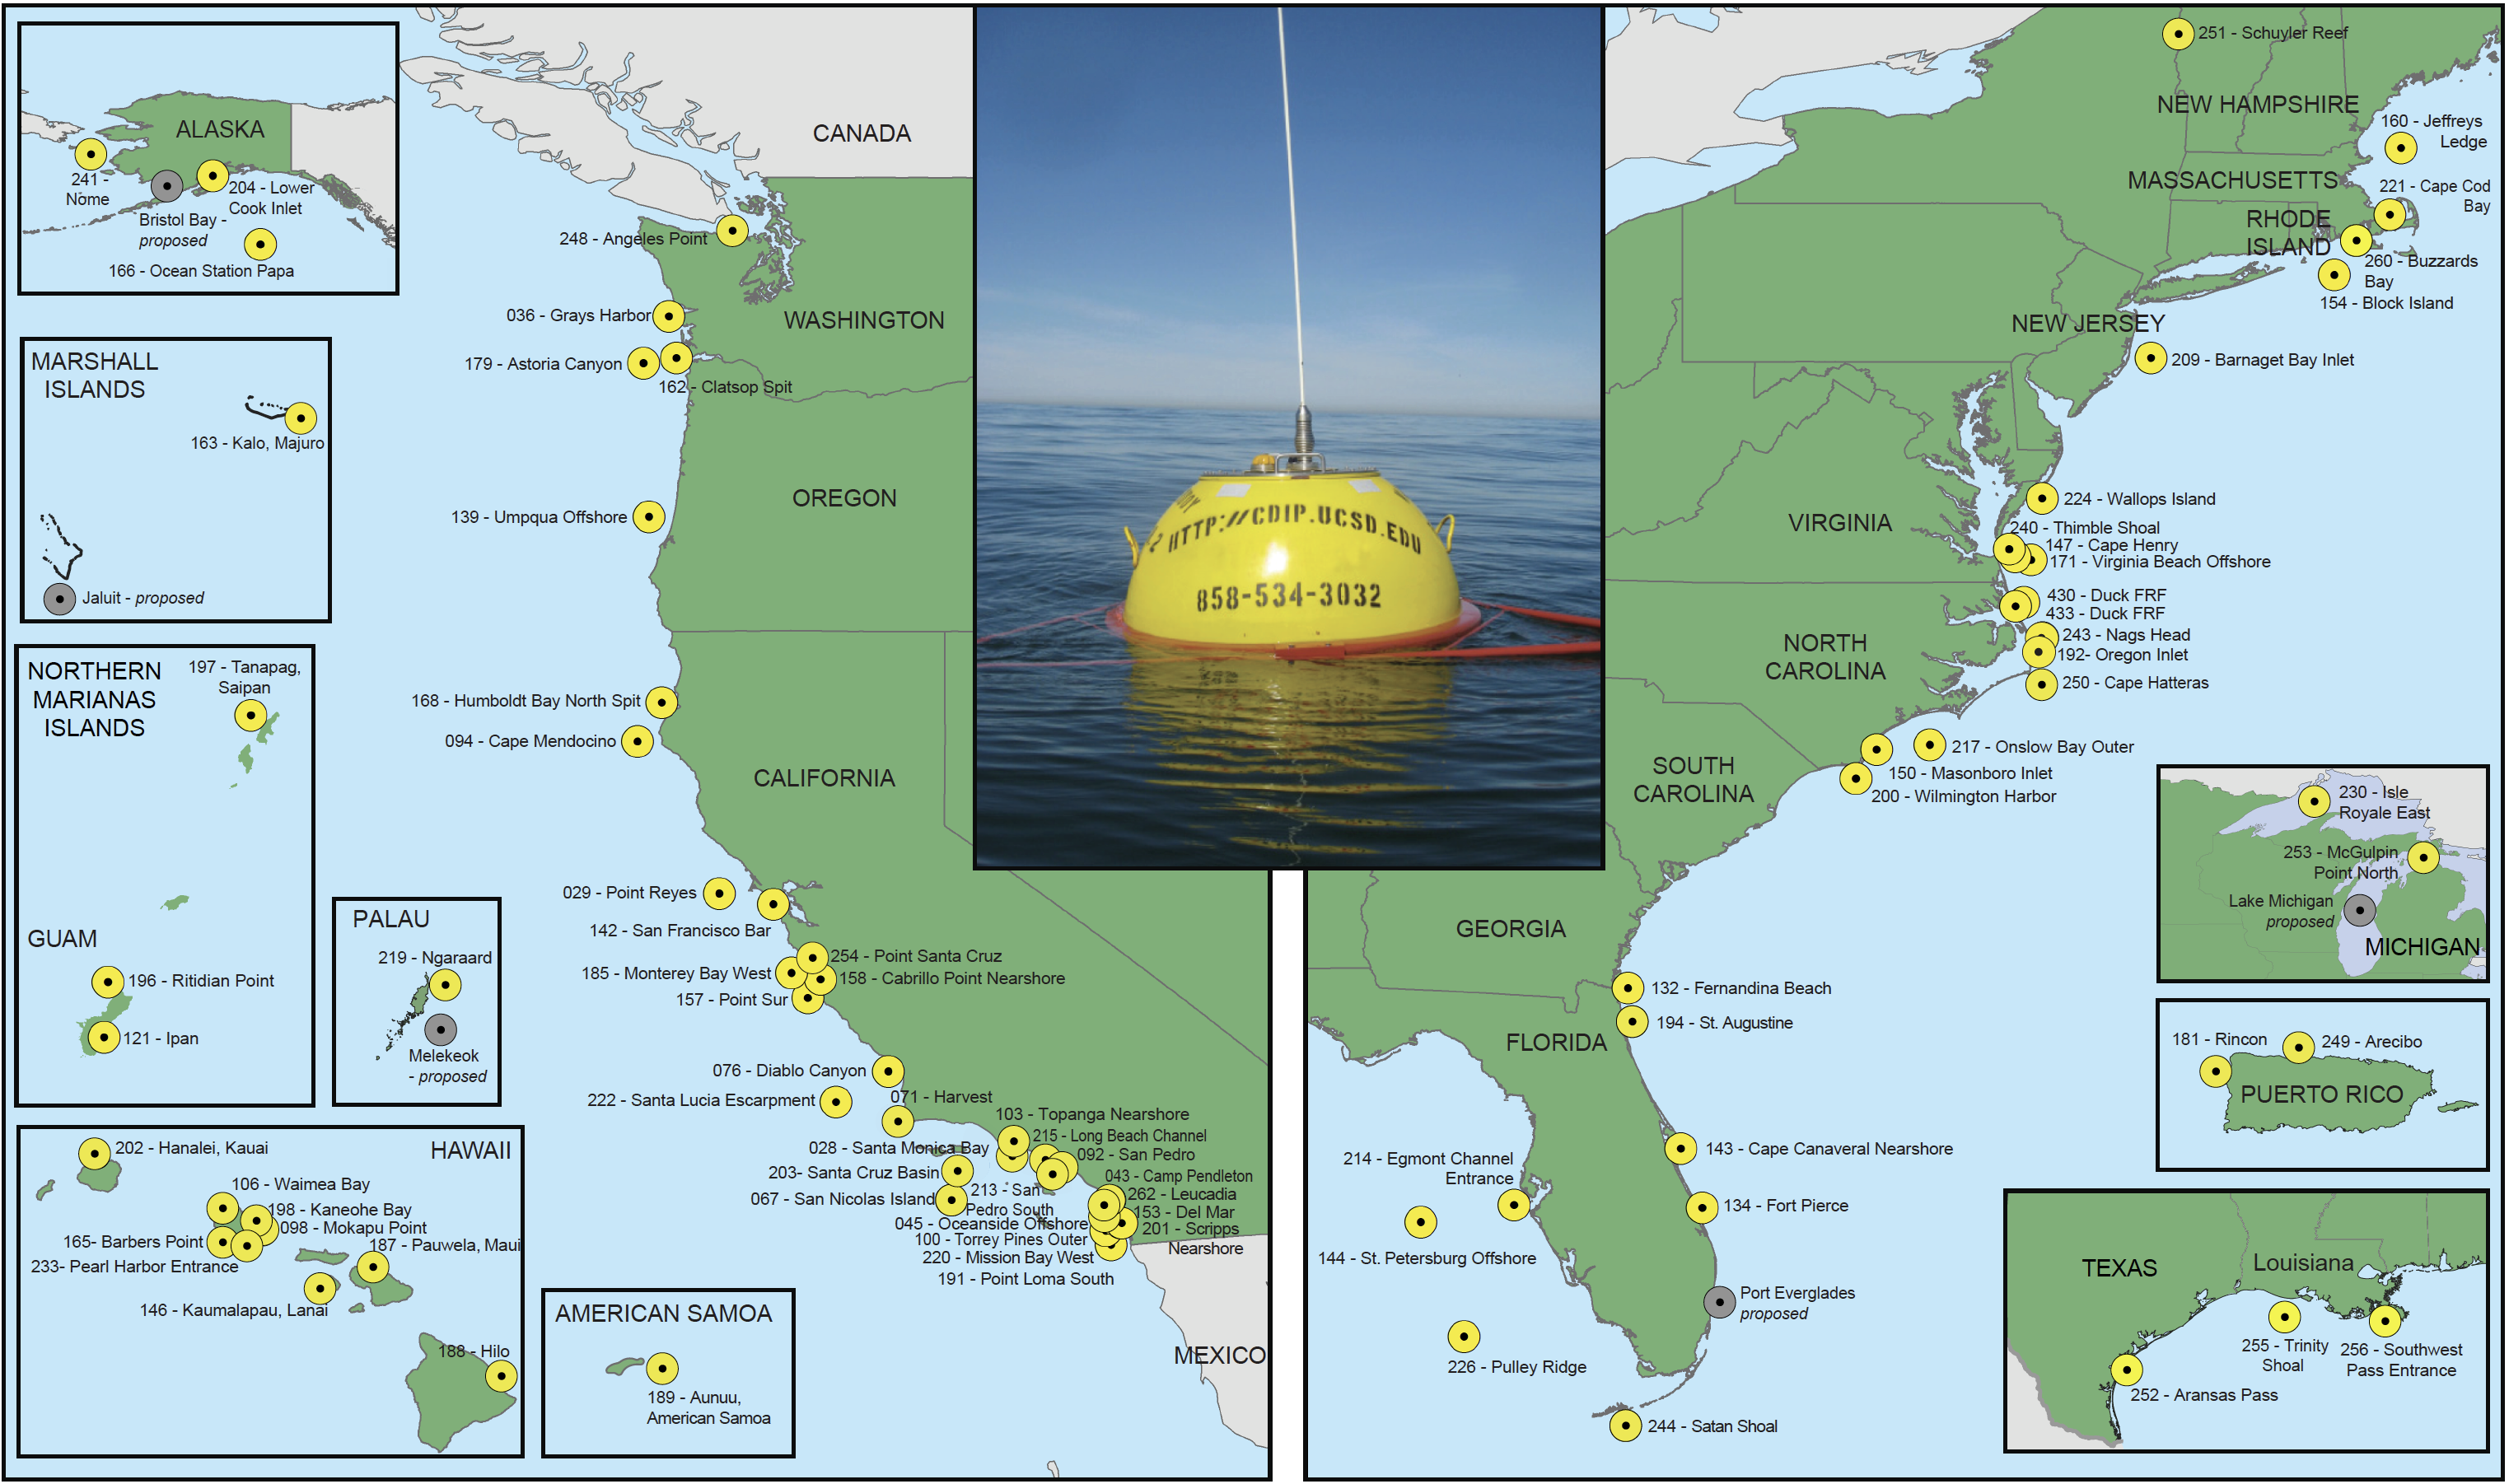 ALASKA
241 -
Nome
204 - Lower
Cook Inlet
Bristol Bay -
proposed
166 - Ocean Station Papa
MARSHALL
ISLANDS
163 - Kalo, Majuro
Jaluit - proposed
NORTHERN
MARIANAS
ISLANDS
197 - Tanapag,
Saipan
GUAM
196 - Ritidian Point
121 - Ipan
PALAU
219 - Ngaraard
Melekeok
- proposed
HAWAII
202 - Hanalei, Kauai
106 - Waimea Bay
198 - Kaneohe Bay
098 - Mokapu Point
165- Barbers Point
187 - Pauwela, Maui
233- Pearl Harbor Entrance
146 - Kaumalapau, Lanai
188 - Hilo
AMERICAN SAMOA
189 - Aunuu,
American Samoa
CANADA
248 - Angeles Point
036 - Grays Harbor
WASHINGTON
179 - Astoria Canyon
162 - Clatsop Spit
OREGON
139 - Umpqua Offshore
168 - Humboldt Bay North Spit
094 - Cape Mendocino
CALIFORNIA
029 - Point Reyes
142 - San Francisco Bar
254 - Point Santa Cruz
185 - Monterey Bay West
158 - Cabrillo Point Nearshore
157 - Point Sur
076 - Diablo Canyon
222 - Santa Lucia Escarpment
071 - Harvest
103 - Topanga Nearshore
215 - Long Beach Channel
028 - Santa Monica Bay
092 - San Pedro
203- Santa Cruz Basin
043 - Camp Pendleton
067 - San Nicolas Island
213 - San
Pedro South
262 - Leucadia
153 - Del Mar
045 - Oceanside Offshore
201 - Scripps
Nearshore
100 - Torrey Pines Outer
220 - Mission Bay West
191 - Point Loma South
MEXICO
HTTP://CDIP.UCSD.EDU
858-534-3032
251 - Schuyler Reef
NEW HAMPSHIRE
160 - Jeffreys
Ledge
MASSACHUSETTS
221 - Cape Cod
Bay
RHODE
ISLAND
260 - Buzzards
Bay
154 - Block Island
NEW JERSEY
209 - Barnaget Bay Inlet
224 - Wallops Island
VIRGINIA
240 - Thimble Shoal
147 - Cape Henry
171 - Virginia Beach Offshore
430 - Duck FRF
433 - Duck FRF
243 - Nags Head
NORTH
CAROLINA
192- Oregon Inlet
250 - Cape Hatteras
217 - Onslow Bay Outer
150 - Masonboro Inlet
SOUTH
CAROLINA
200 - Wilmington Harbor
GEORGIA
132 - Fernandina Beach
194 - St. Augustine
FLORIDA
143 - Cape Canaveral Nearshore
214 - Egmont Channel
Entrance
134 - Fort Pierce
144 - St. Petersburg Offshore
Port Everglades
proposed
226 - Pulley Ridge
244 - Satan Shoal
230 - Isle
Royale East
253 - McGulpin
Point North
Lake Michigan
proposed
MICHIGAN
181 - Rincon
249 - Arecibo
PUERTO RICO
TEXAS
Louisiana
255 - Trinity
Shoal
256 - Southwest
Pass Entrance
252 - Aransas Pass